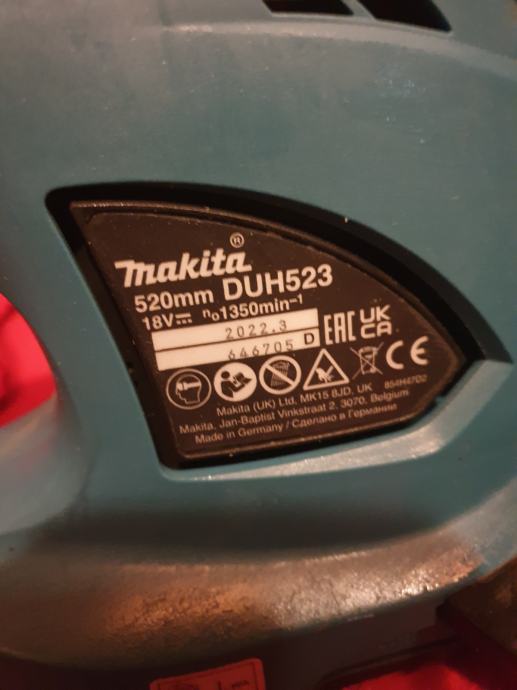 makita®
520mm DUH523
18V⎓ n₀1350min⁻¹
2022.3
646705 D
EAC UK CA CE
Makita (UK) Ltd, MK15 8JD, UK 854H47D2
Makita, Jan-Baptist Vinkstraat 2, 3070, Belgium
Made in Germany / Сделано в Германии